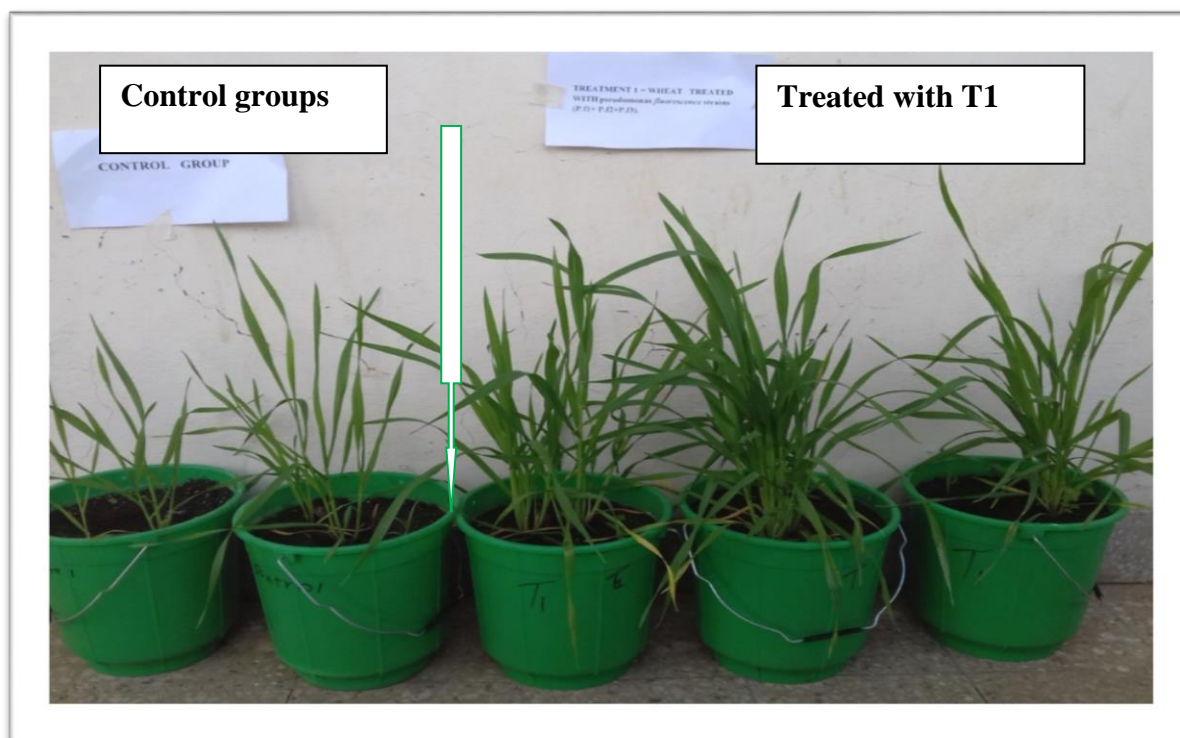 Control groups
Treated with T1
CONTROL GROUP
TREATMENT 1 – WHEAT TREATED
WITH pseudomonas fluorescence strains
T1